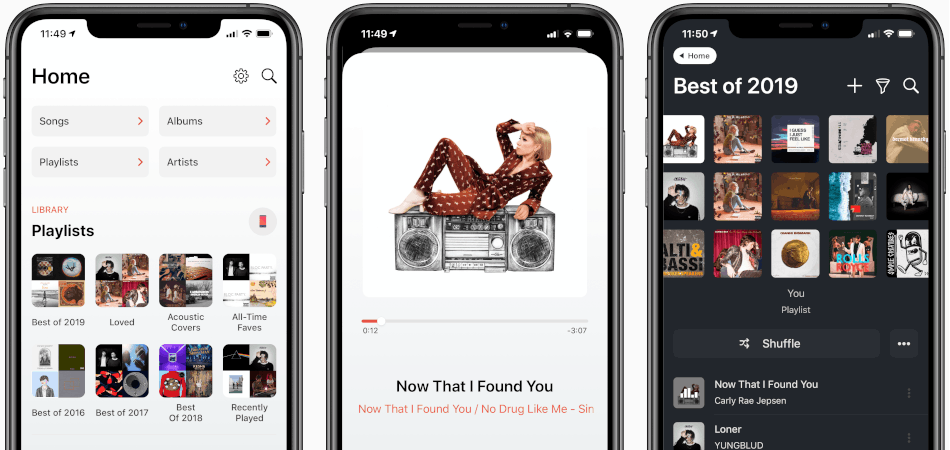 11:49
Home
Songs
Albums
Playlists
Artists
LIBRARY
Playlists
Best of 2019
Loved
Acoustic
Covers
All-Time
Faves
Best of 2016
Best of 2017
Best
Of 2018
Recently
Played
11:49
0:12
-3:07
Now That I Found You
Now That I Found You / No Drug Like Me - Sin
11:50
Home
Best of 2019
I GUESS
I JUST
FEEL LIKE
You
Playlist
Shuffle
Now That I Found You
Carly Rae Jepsen
Loner
YUNGBLUD